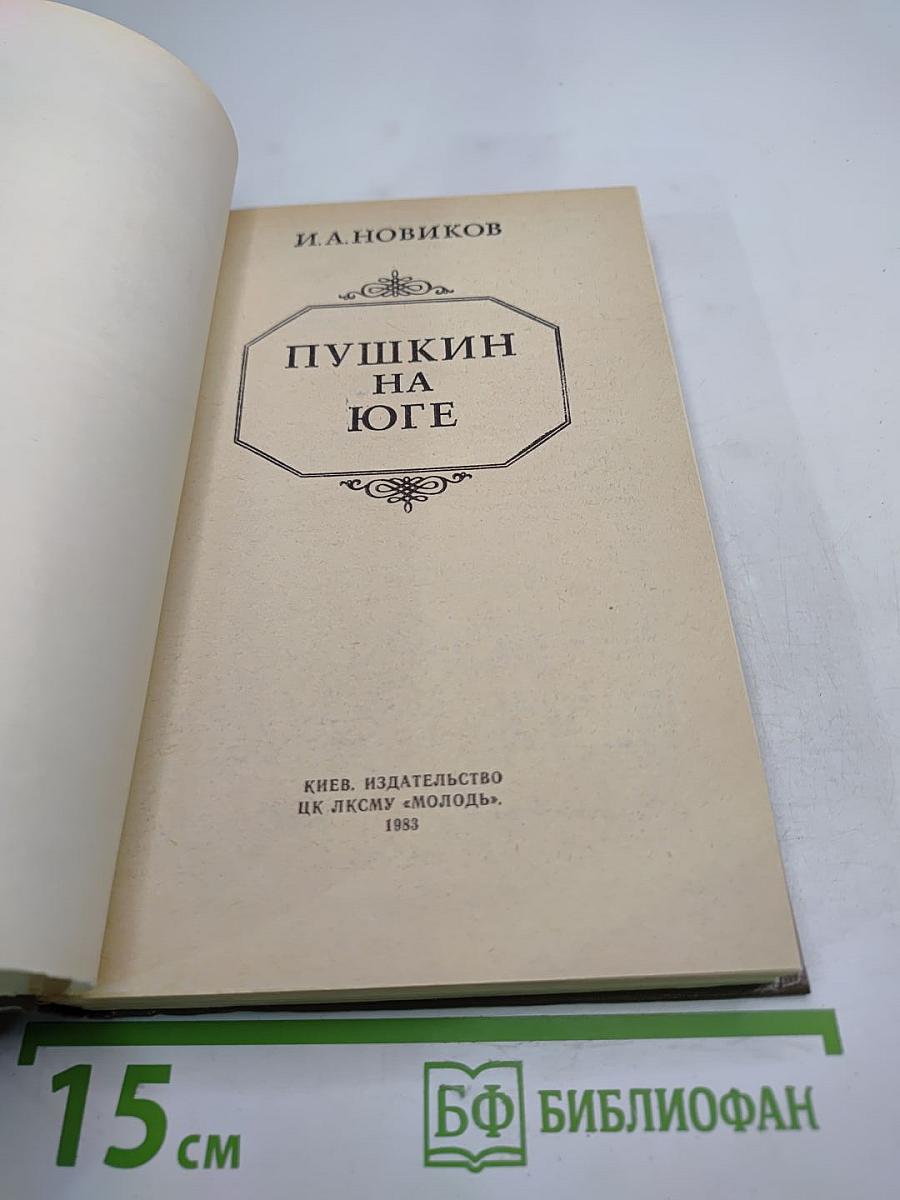 И.А.НОВИКОВ
ПУШКИН
НА
ЮГЕ
КИЕВ. ИЗДАТЕЛЬСТВО
ЦК ЛКСМУ «МОЛОДЬ».
1983
15 см
БФ БИБЛИОФАН